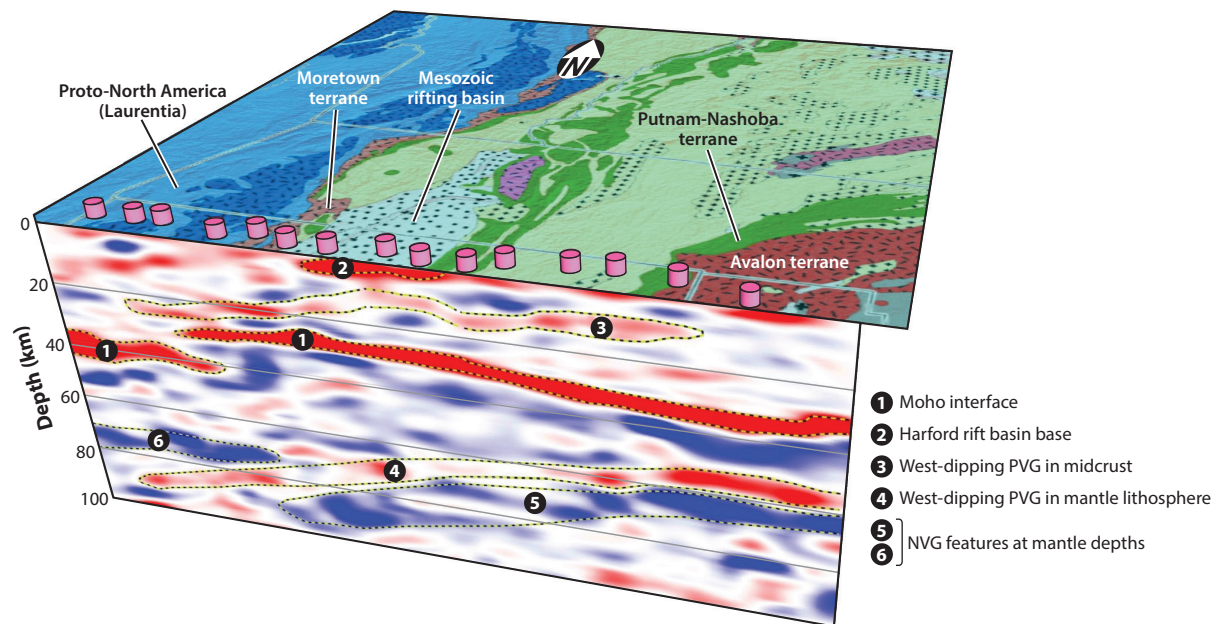 Proto-North America
(Laurentia)
Moretown
terrane
Mesozoic
rifting basin
N
Putnam-Nashoba
terrane
Avalon terrane
0
20
40
60
80
100
Depth (km)
2
3
1
1
6
4
5
1 Moho interface
2 Harford rift basin base
3 West-dipping PVG in midcrust
4 West-dipping PVG in mantle lithosphere
5
6
NVG features at mantle depths